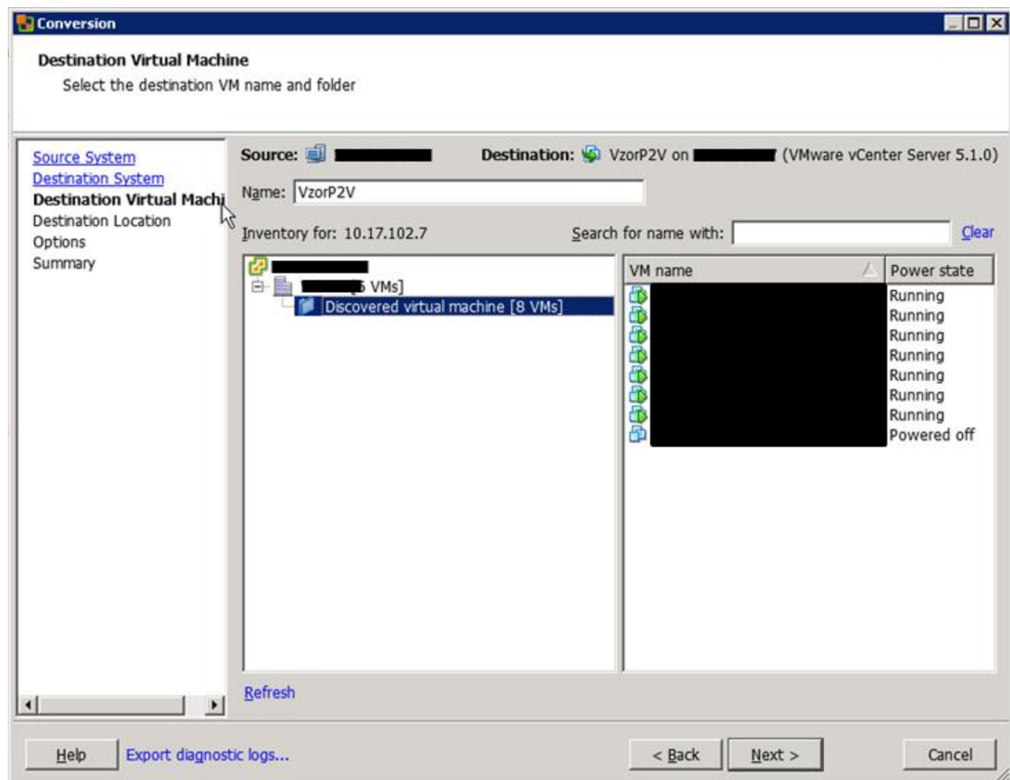 Conversion
Destination Virtual Machine
Select the destination VM name and folder
Source System
Destination System
Destination Virtual Machi
Destination Location
Options
Summary
Source: Destination: VzorP2V on (VMware vCenter Server 5.1.0)
Name: VzorP2V
Inventory for: 10.17.102.7 Search for name with: Clear
VMs]
Discovered virtual machine [8 VMs]
VM name Power state
Running
Running
Running
Running
Running
Running
Running
Powered off
Refresh
Help Export diagnostic logs... < Back Next > Cancel